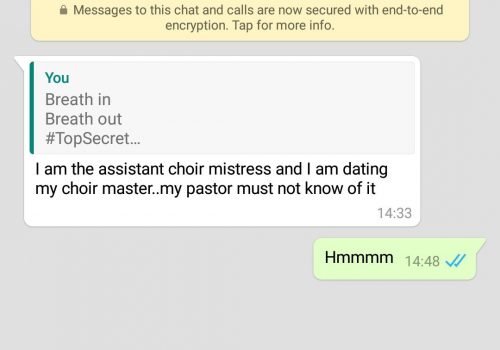 Messages to this chat and calls are now secured with end-to-end
encryption. Tap for more info.
You
Breath in
Breath out
#TopSecret…
I am the assistant choir mistress and I am dating
my choir master..my pastor must not know of it
14:33
Hmmmm 14:48